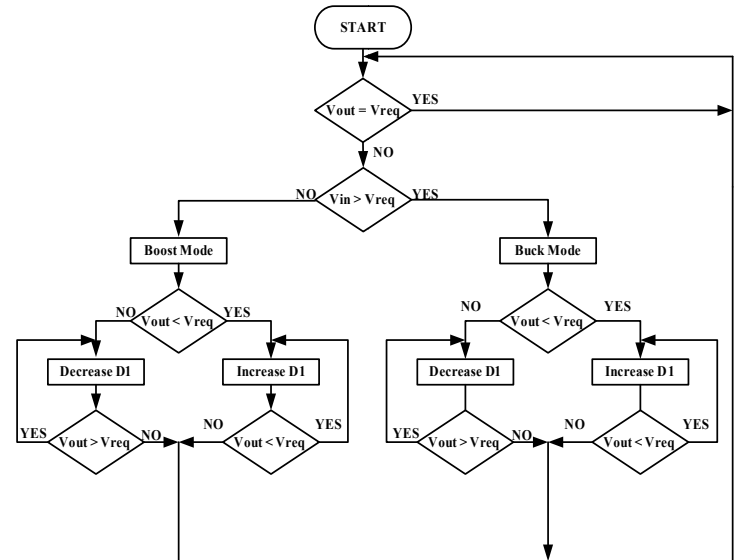 START
Vout = Vreq
YES
NO
Vin > Vreq
NO
YES
Boost Mode
Buck Mode
NO
Vout < Vreq
YES
NO
Vout < Vreq
YES
Decrease D1
Increase D1
Decrease D1
Increase D1
YES
Vout > Vreq
NO
NO
Vout < Vreq
YES
YES
Vout > Vreq
NO
NO
Vout < Vreq
YES